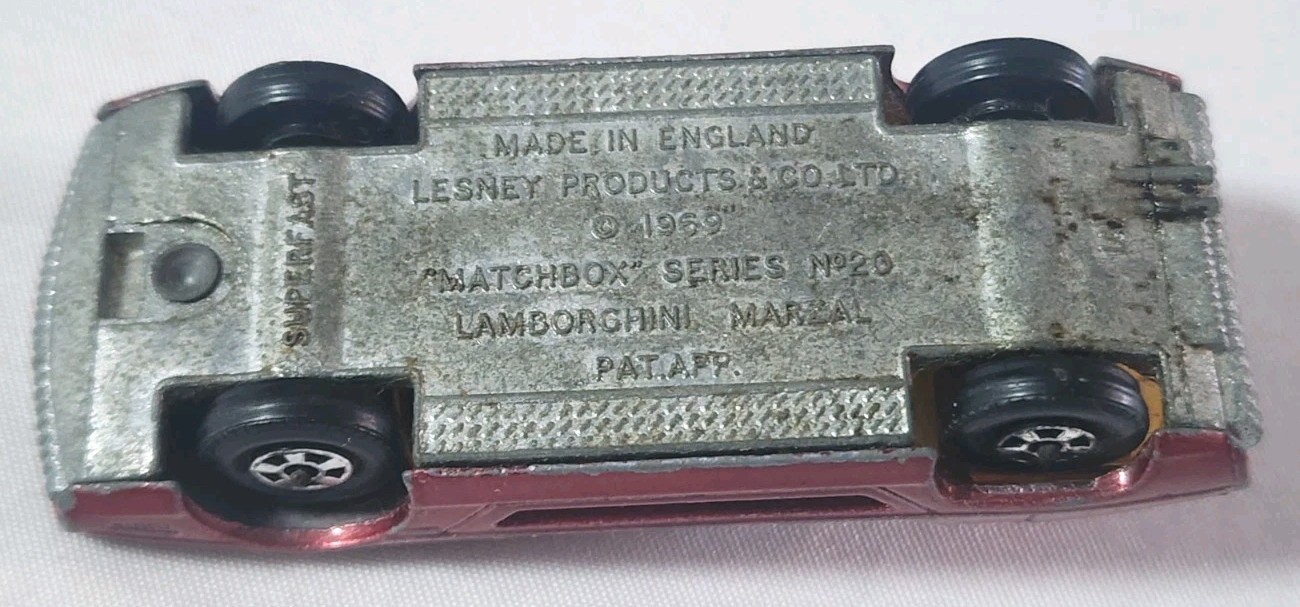 MADE IN ENGLAND
LESNEY PRODUCTS & CO. LTD
© 1969
"MATCHBOX" SERIES Nº20
LAMBORGHINI MARZAL
PAT. APP.
SUPERFAST